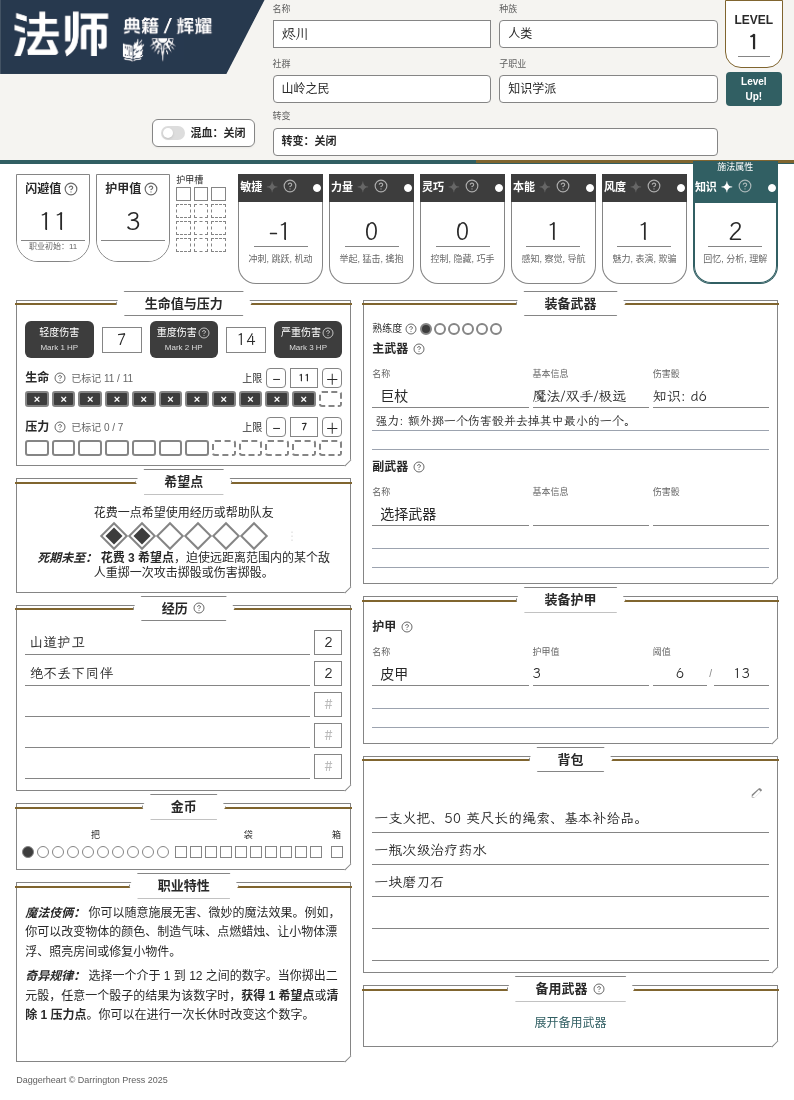 法师 典籍 / 辉耀
混血: 关闭
名称
烬川
种族
人类
社群
山岭之民
子职业
知识学派
转变
转变: 关闭
LEVEL
1
Level
Up!
闪避值 ?
11
职业初始: 11
护甲值 ?
3
护甲槽
敏捷 ?
-1
冲刺, 跳跃, 机动
力量 ?
0
举起, 猛击, 擒抱
灵巧 ?
0
控制, 隐藏, 巧手
本能 ?
1
感知, 察觉, 导航
风度 ?
1
魅力, 表演, 欺骗
施法属性
知识 ?
2
回忆, 分析, 理解
生命值与压力
轻度伤害
Mark 1 HP
7
重度伤害 ?
Mark 2 HP
14
严重伤害 ?
Mark 3 HP
生命 ? 已标记 11 / 11 上限 − 11 +
压力 ? 已标记 0 / 7 上限 − 7 +
希望点
花费一点希望使用经历或帮助队友
死期未至: 花费 3 希望点，迫使远距离范围内的某个敌
人重掷一次攻击掷骰或伤害掷骰。
经历 ?
山道护卫 2
绝不丢下同伴 2
#
#
#
金币
把 袋 箱
职业特性
魔法伎俩: 你可以随意施展无害、微妙的魔法效果。例如，
你可以改变物体的颜色、制造气味、点燃蜡烛、让小物体漂
浮、照亮房间或修复小物件。
奇异规律: 选择一个介于 1 到 12 之间的数字。当你掷出二
元骰，任意一个骰子的结果为该数字时，获得 1 希望点或清
除 1 压力点。你可以在进行一次长休时改变这个数字。
装备武器
熟练度 ?
主武器 ?
名称 基本信息 伤害骰
巨杖 魔法/双手/极远 知识: d6
强力: 额外掷一个伤害骰并去掉其中最小的一个。
副武器 ?
名称 基本信息 伤害骰
选择武器
装备护甲
护甲 ?
名称 护甲值 阈值
皮甲 3 6 / 13
背包
一支火把、50 英尺长的绳索、基本补给品。
一瓶次级治疗药水
一块磨刀石
备用武器 ?
展开备用武器
Daggerheart © Darrington Press 2025